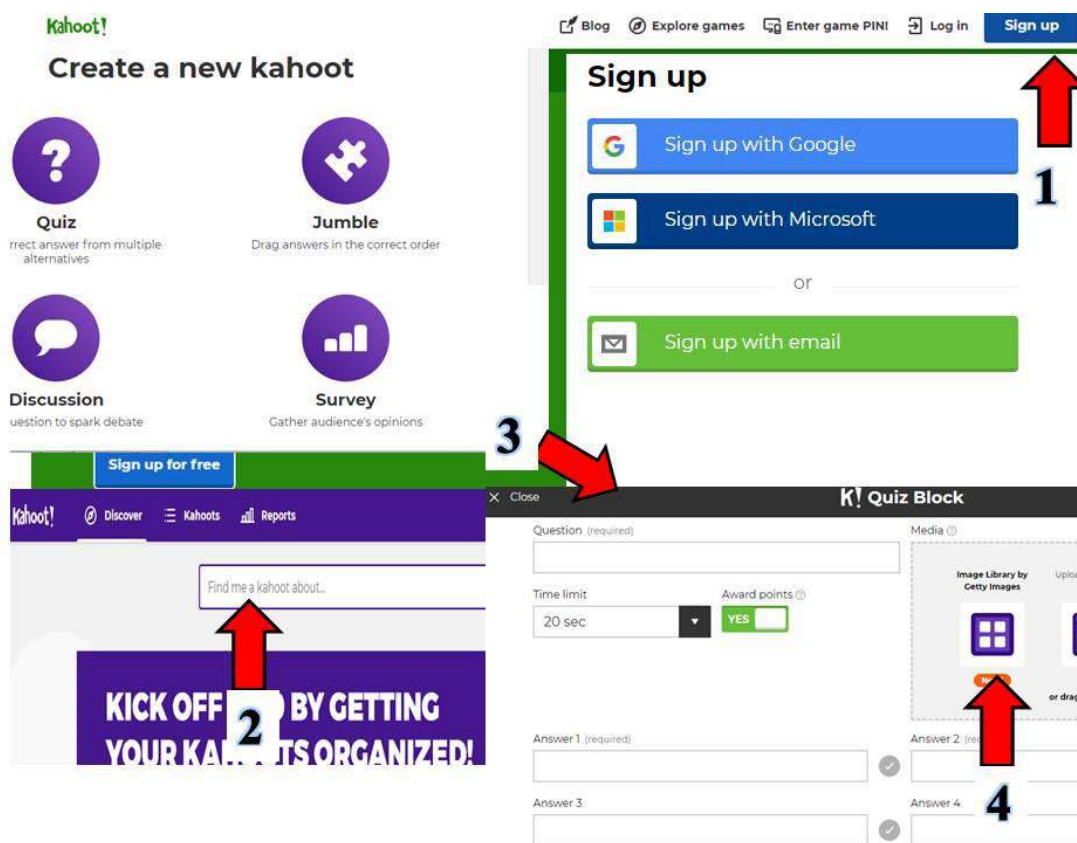 Kahoot!
Create a new kahoot
Quiz
rrect answer from multiple
alternatives
Jumble
Drag answers in the correct order
Discussion
uestion to spark debate
Survey
Gather audience's opinions
Blog
Explore games
Enter game PIN!
Log in
Sign up
Sign up
Sign up with Google
Sign up with Microsoft
or
Sign up with email
1
3
Sign up for free
Kahoot!
Discover
Kahoots
Reports
Find me a kahoot about...
KICK OFF BY GETTING
YOUR TS ORGANIZED!
2
Close
K! Quiz Block
Question (required)
Media
Time limit
20 sec
Award points
YES
Image Library by
Getty Images
or drag
Answer 1 (required)
Answer 2
Answer 3
Answer 4
4